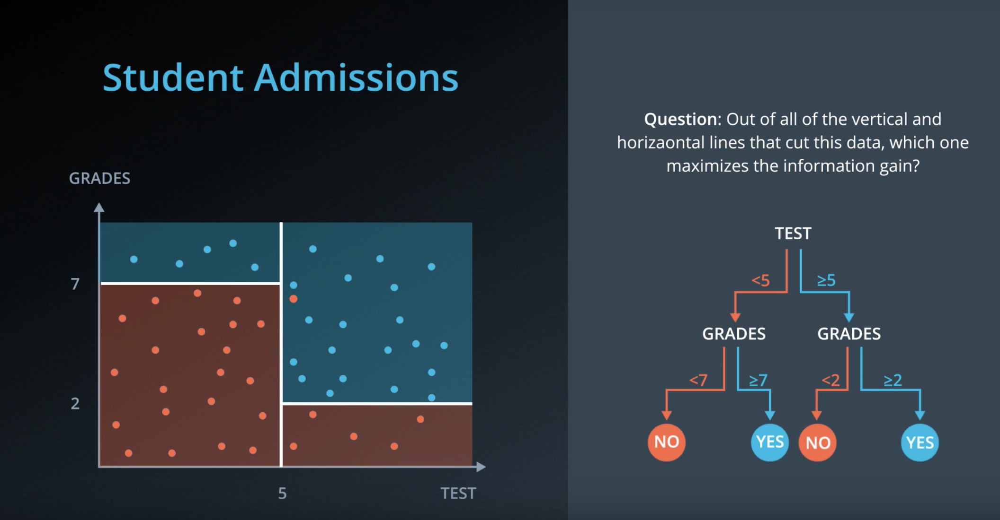 Student Admissions
GRADES
7
2
5
TEST
Question: Out of all of the vertical and
horizaontal lines that cut this data, which one
maximizes the information gain?
TEST
<5 ≥5
GRADES GRADES
<7 ≥7 <2 ≥2
NO YES NO YES